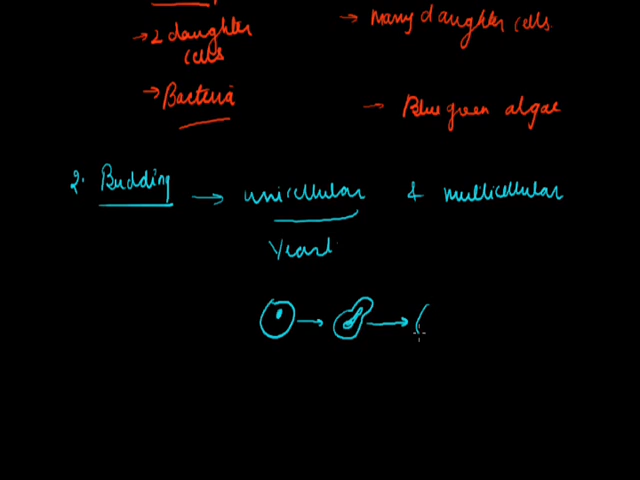 → 2 daughter → Many daughter cells
cells
→ Bacteria → Blue green algae
2. Budding → unicellular & multicellular
Yeast